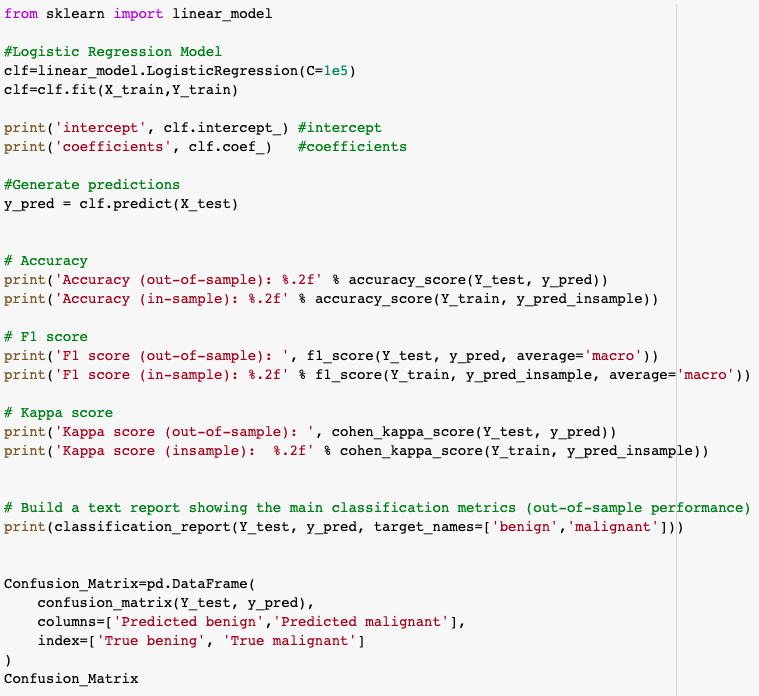 from sklearn import linear_model
#Logistic Regression Model
clf=linear_model.LogisticRegression(C=1e5)
clf=clf.fit(X_train,Y_train)
print('intercept', clf.intercept_) #intercept
print('coefficients', clf.coef_)   #coefficients
#Generate predictions
y_pred = clf.predict(X_test)
# Accuracy
print('Accuracy (out-of-sample): %.2f' % accuracy_score(Y_test, y_pred))
print('Accuracy (in-sample): %.2f' % accuracy_score(Y_train, y_pred_insample))
# F1 score
print('F1 score (out-of-sample): ', f1_score(Y_test, y_pred, average='macro'))
print('F1 score (in-sample): %.2f' % f1_score(Y_train, y_pred_insample, average='macro'))
# Kappa score
print('Kappa score (out-of-sample): ', cohen_kappa_score(Y_test, y_pred))
print('Kappa score (insample):  %.2f' % cohen_kappa_score(Y_train, y_pred_insample))
# Build a text report showing the main classification metrics (out-of-sample performance)
print(classification_report(Y_test, y_pred, target_names=['benign','malignant']))
Confusion_Matrix=pd.DataFrame(
    confusion_matrix(Y_test, y_pred),
    columns=['Predicted benign','Predicted malignant'],
    index=['True bening', 'True malignant']
)
Confusion_Matrix